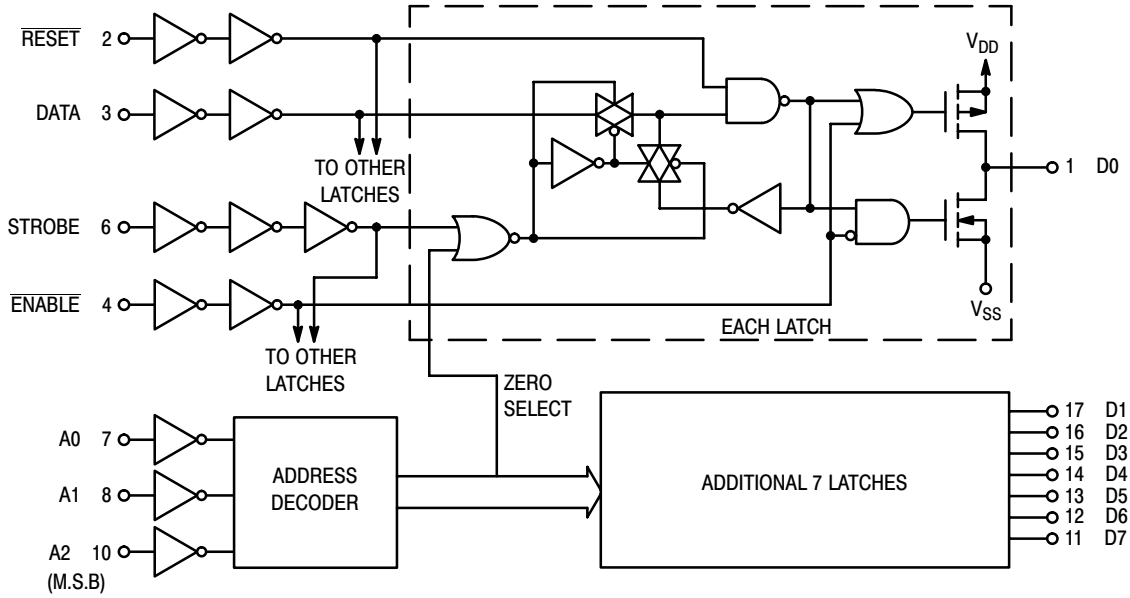 RESET 2
V_DD
DATA 3
TO OTHER
LATCHES
1 D0
STROBE 6
ENABLE 4
V_SS
EACH LATCH
TO OTHER
LATCHES
ZERO
SELECT
A0 7
A1 8
A2 10
(M.S.B)
ADDRESS
DECODER
ADDITIONAL 7 LATCHES
17 D1
16 D2
15 D3
14 D4
13 D5
12 D6
11 D7